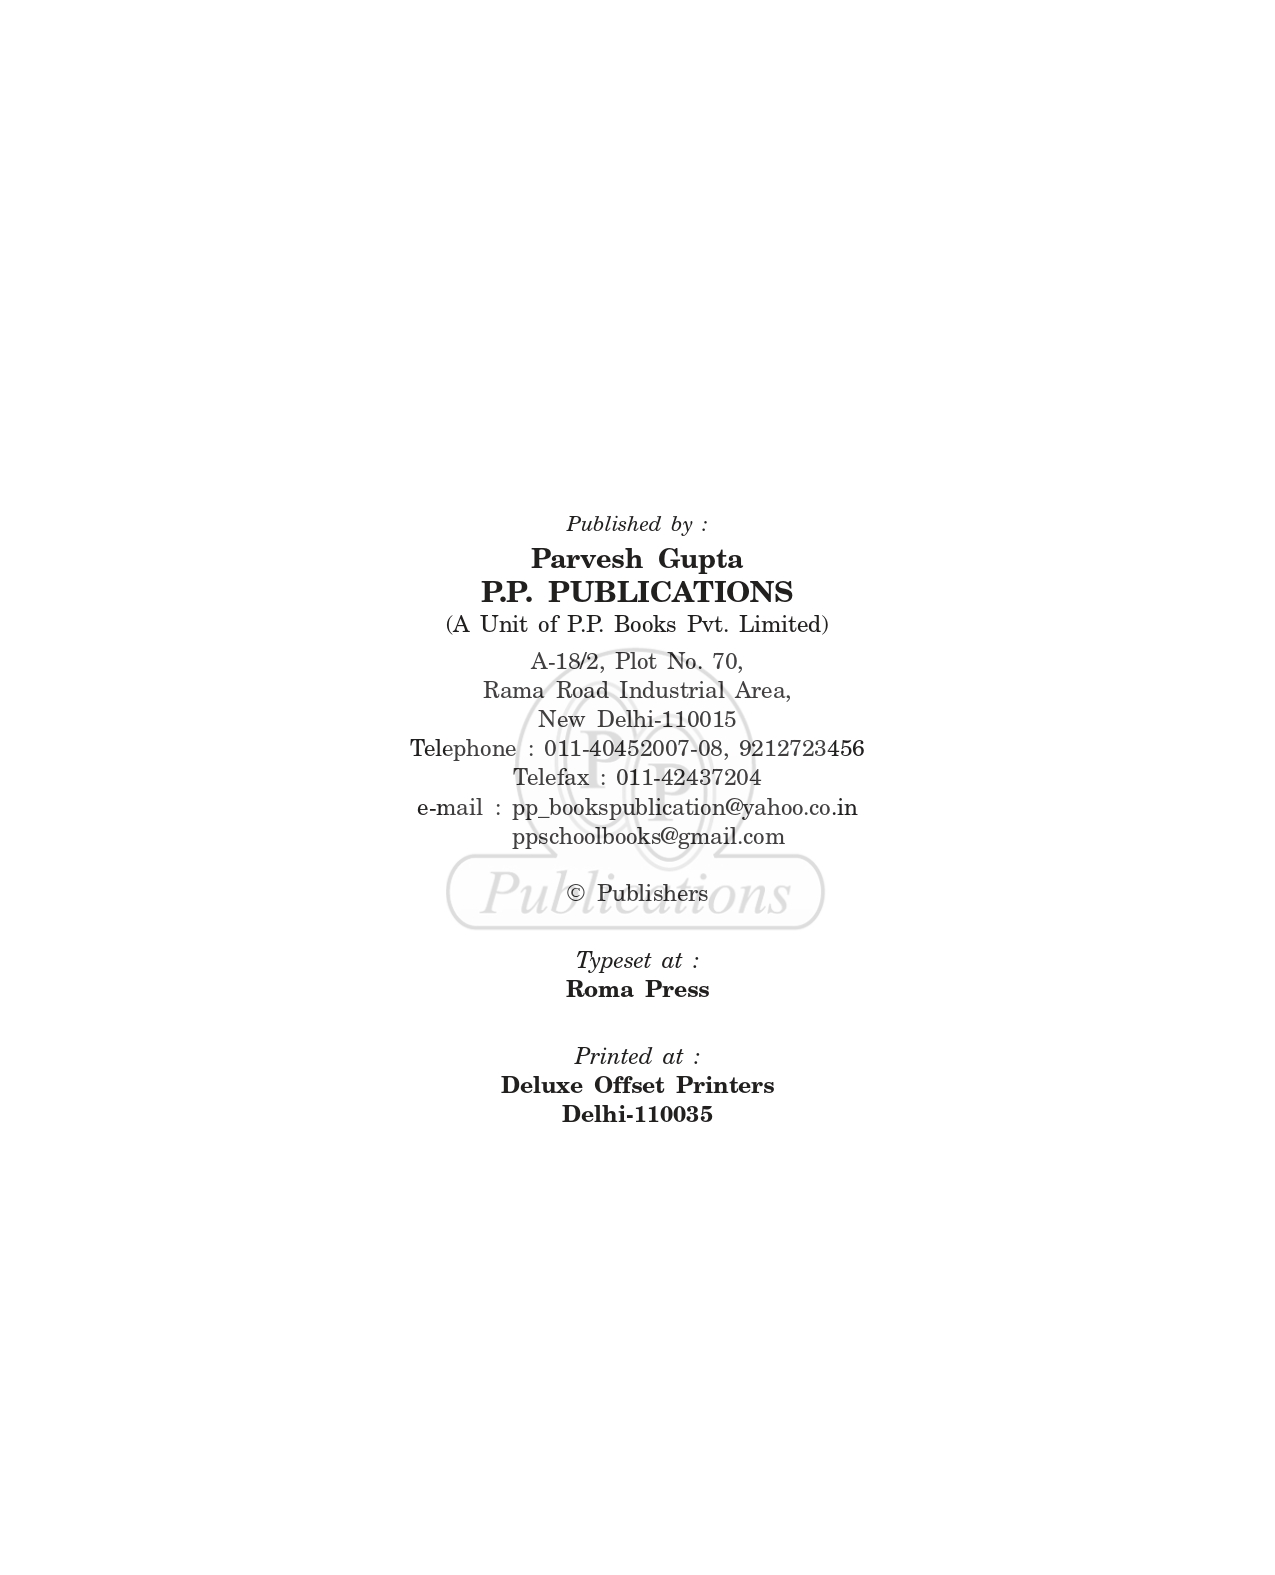 Published by :
Parvesh Gupta
P.P. PUBLICATIONS
(A Unit of P.P. Books Pvt. Limited)
A-18/2, Plot No. 70,
Rama Road Industrial Area,
New Delhi-110015
Telephone : 011-40452007-08, 9212723456
Telefax : 011-42437204
e-mail : pp_bookspublication@yahoo.co.in
ppschoolbooks@gmail.com
P P
Publications
© Publishers
Typeset at :
Roma Press
Printed at :
Deluxe Offset Printers
Delhi-110035